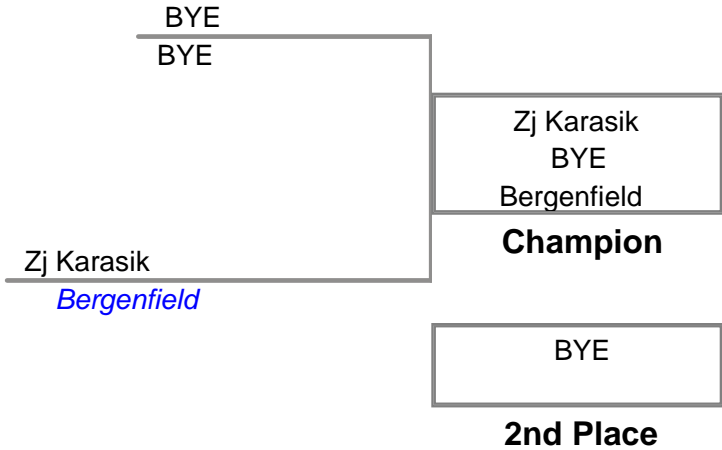 BYE
BYE
Zj Karasik
BYE
Bergenfield
Champion
Zj Karasik
Bergenfield
BYE
2nd Place